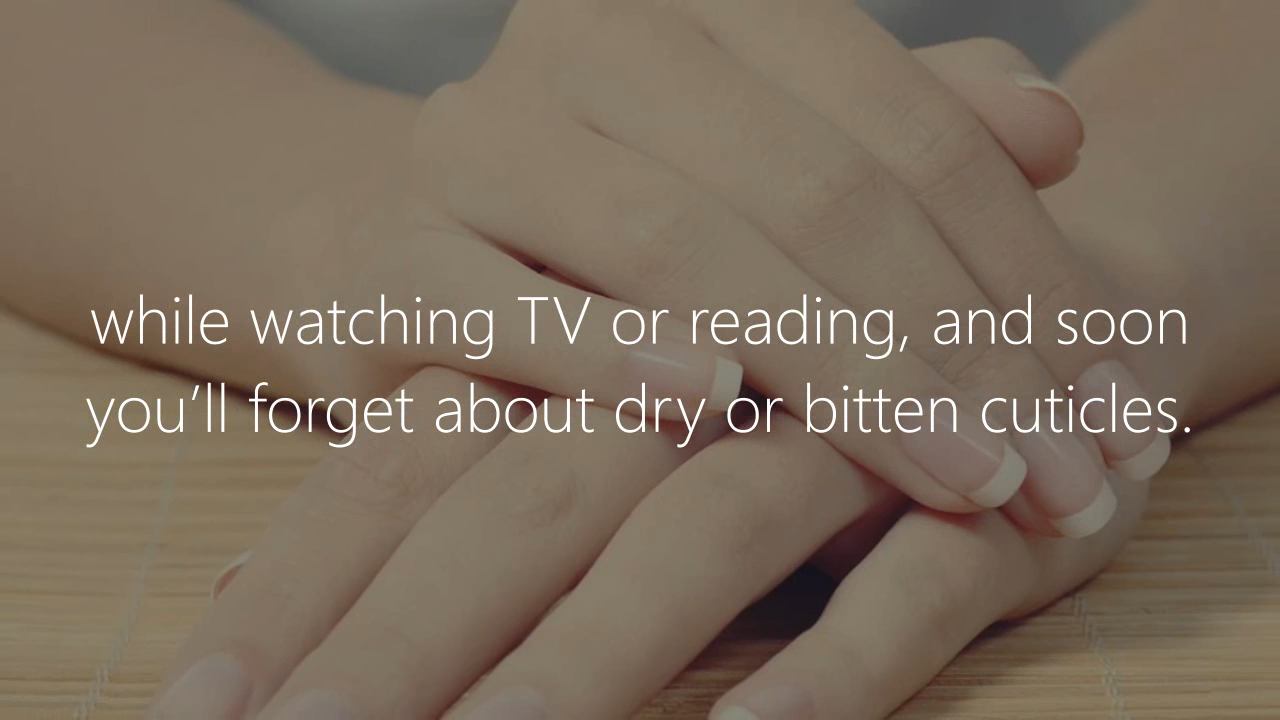 while watching TV or reading, and soon
you'll forget about dry or bitten cuticles.